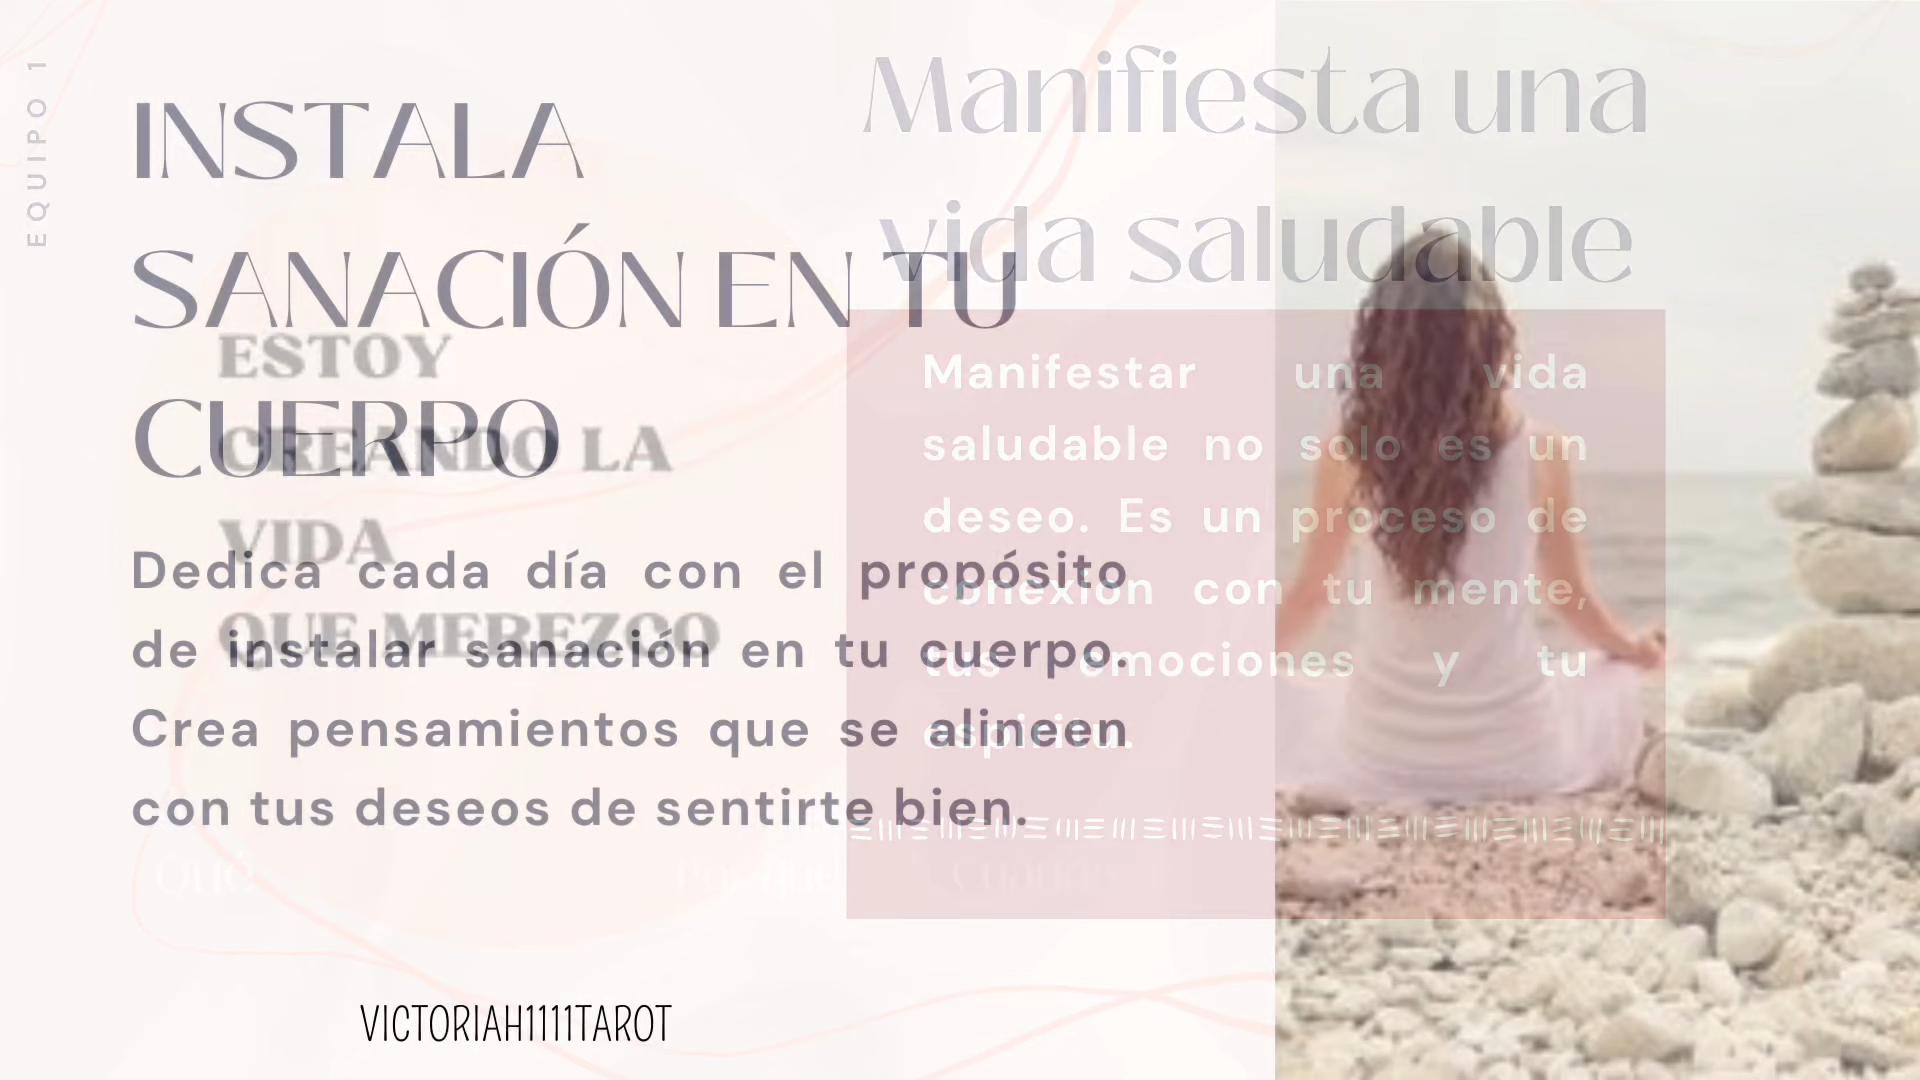 EQUIPO 1
INSTALA
SANACIÓN EN TU
CUERPO
Dedica cada día con el propósito
de instalar sanación en tu cuerpo.
Crea pensamientos que se alineen
con tus deseos de sentirte bien.
ESTOY
CREANDO LA
VIDA
QUE MEREZCO
Manifiesta una
vida saludable
Manifestar una vida
saludable no solo es un
deseo. Es un proceso de
conexión con tu mente,
tus emociones y tu
espíritu.
Qué
VICTORIAH1111TAROT